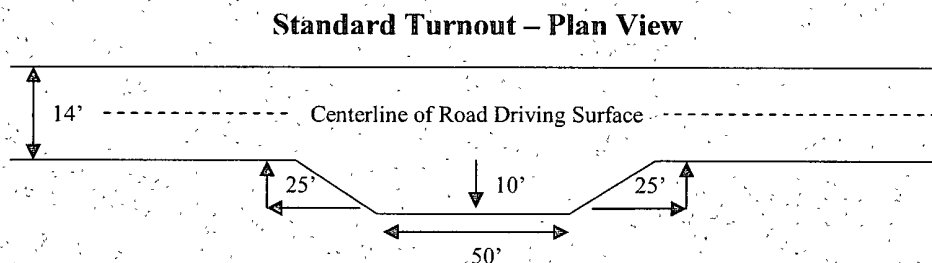 Standard Turnout – Plan View
14’
Centerline of Road Driving Surface
25’ 10’ 25’
50’